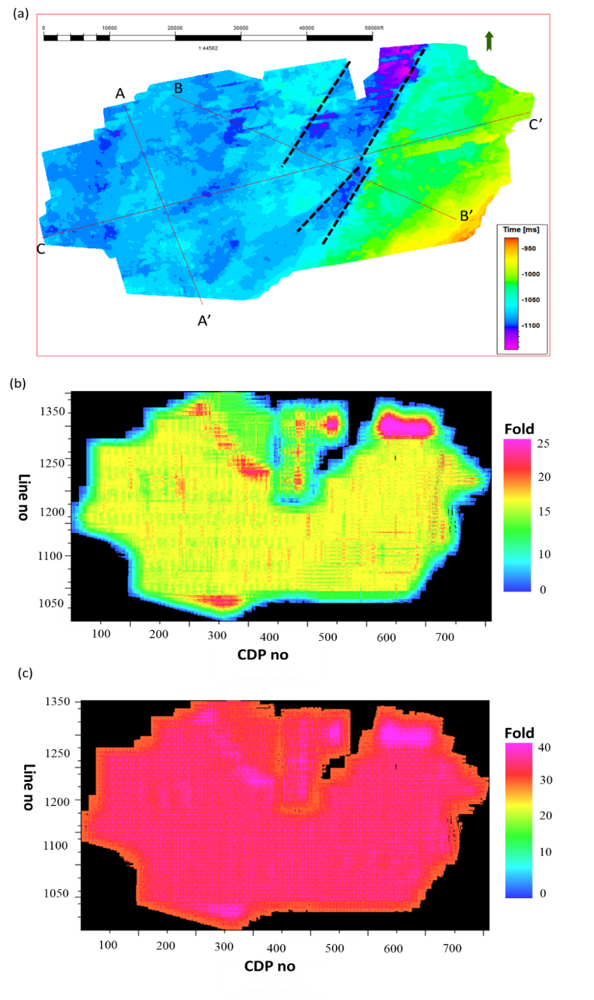 (a)
0 10000 20000 30000 40000 50000ft
1:44562
A
B
C'
B'
C
A'
Time [ms]
-950
-1000
-1050
-1100
(b)
1350
1250
1200
1100
1050
Line no
100 200 300 400 500 600 700
CDP no
Fold
25
20
15
10
0
(c)
1350
1250
1200
1100
1050
Line no
100 200 300 400 500 600 700
CDP no
Fold
40
30
20
10
0